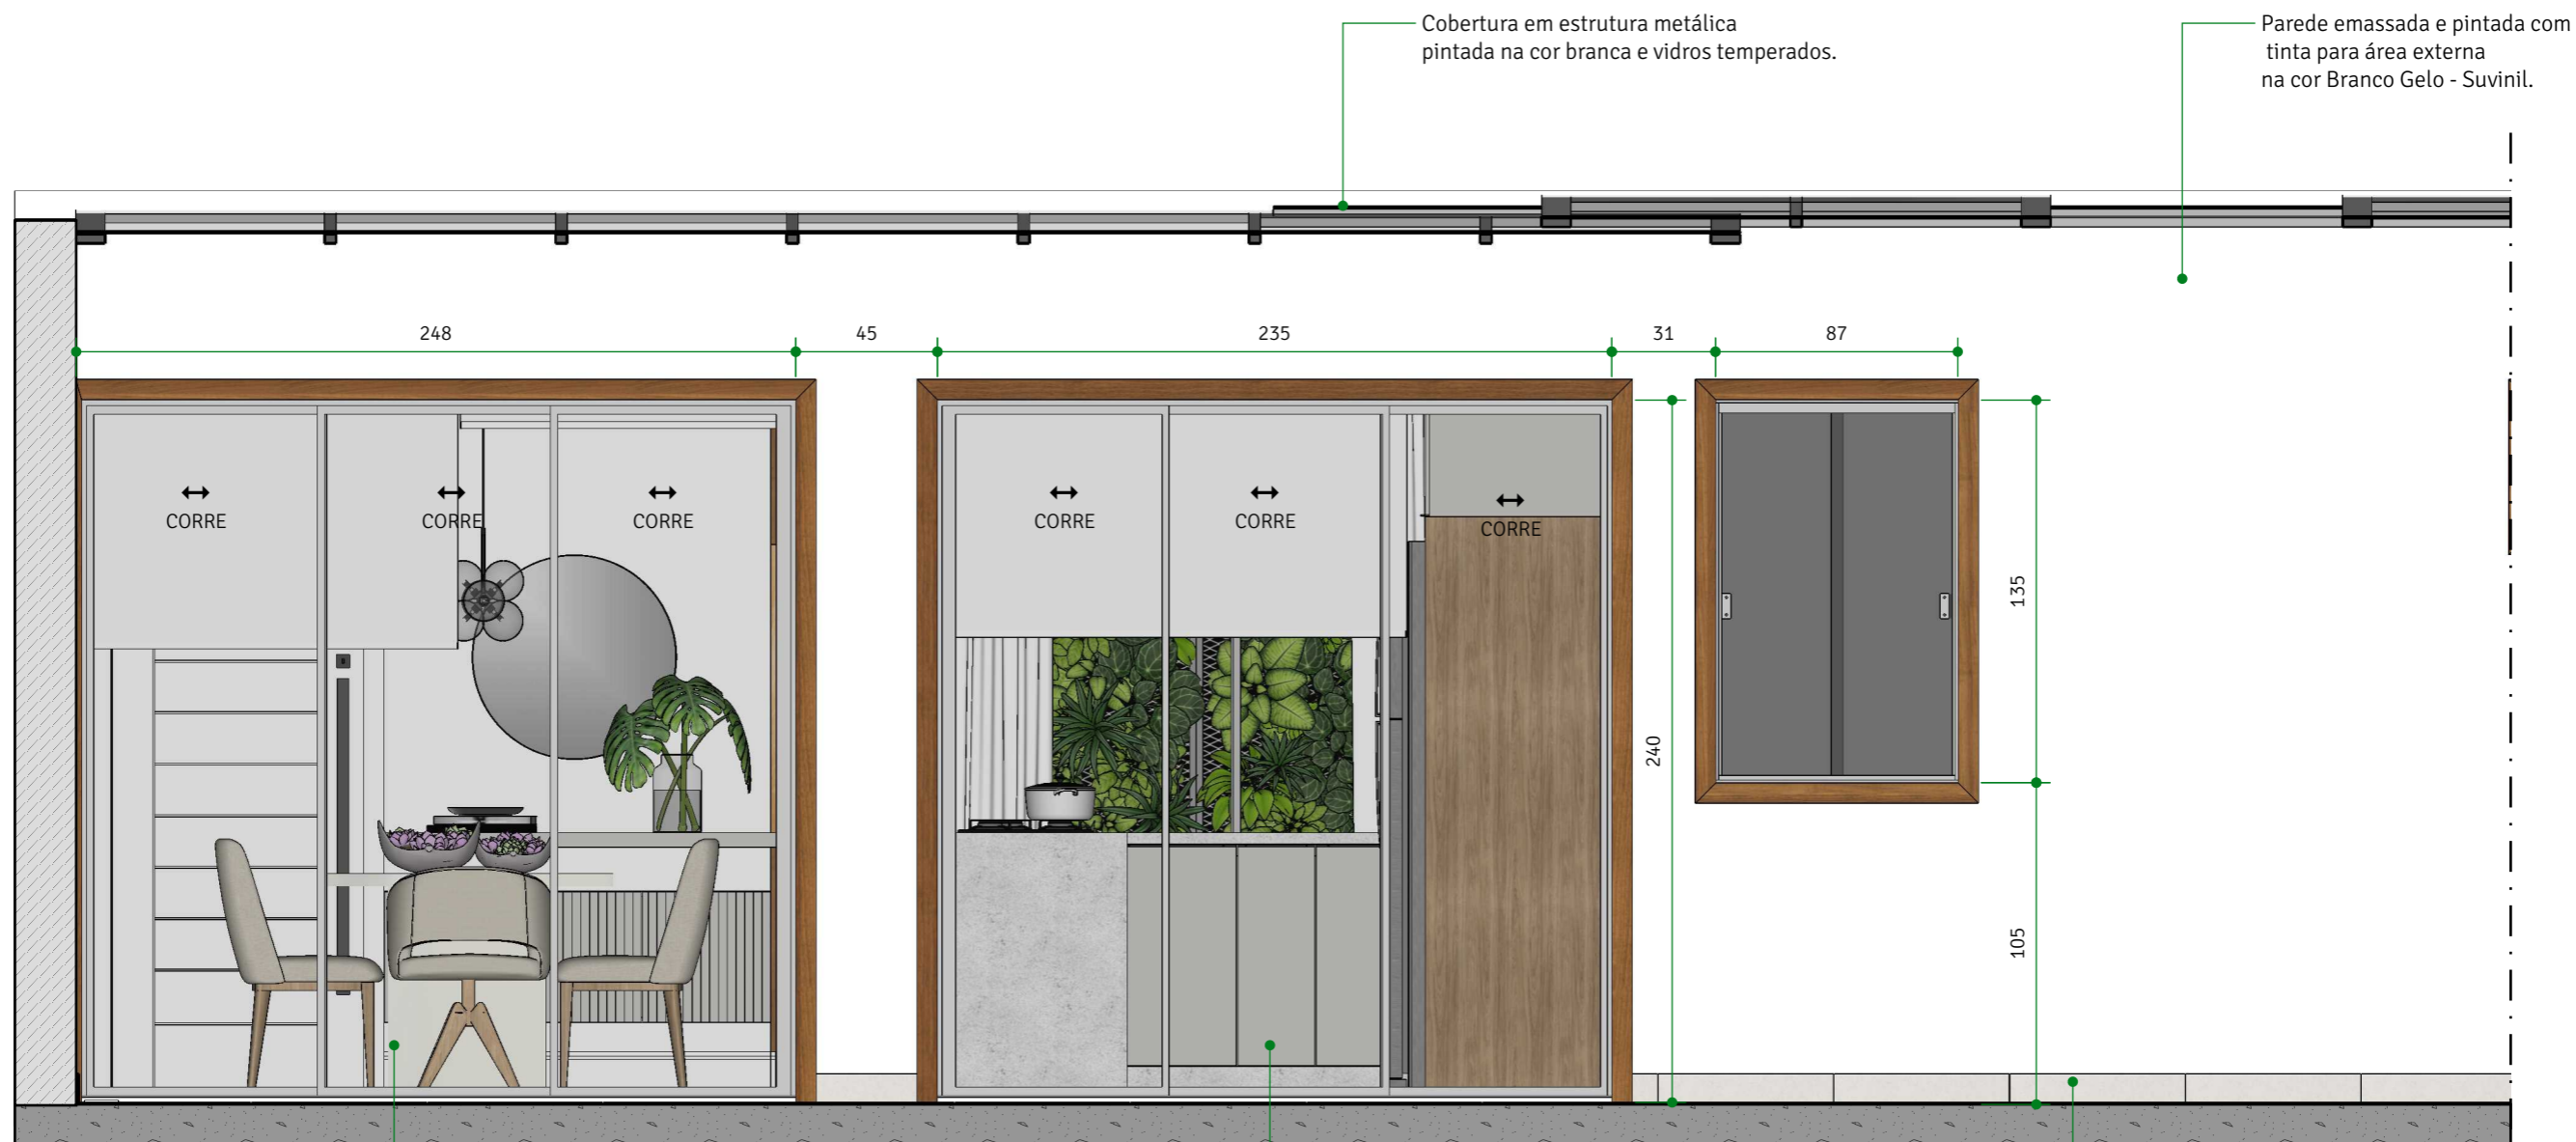 Cobertura em estrutura metálica
pintada na cor branca e vidros temperados.
Parede emassada e pintada com
tinta para área externa
na cor Branco Gelo - Suvinil.
248
45
235
31
87
CORRE
CORRE
CORRE
CORRE
CORRE
CORRE
135
240
105